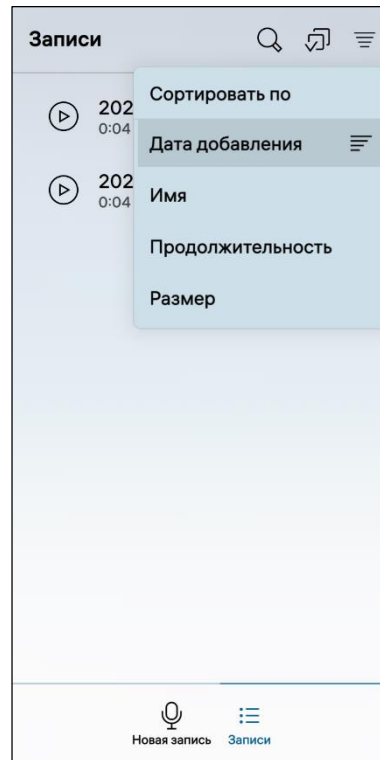 Записи
Сортировать по
202
0:04
Дата добавления
202
0:04
Имя
Продолжительность
Размер
Новая запись
Записи